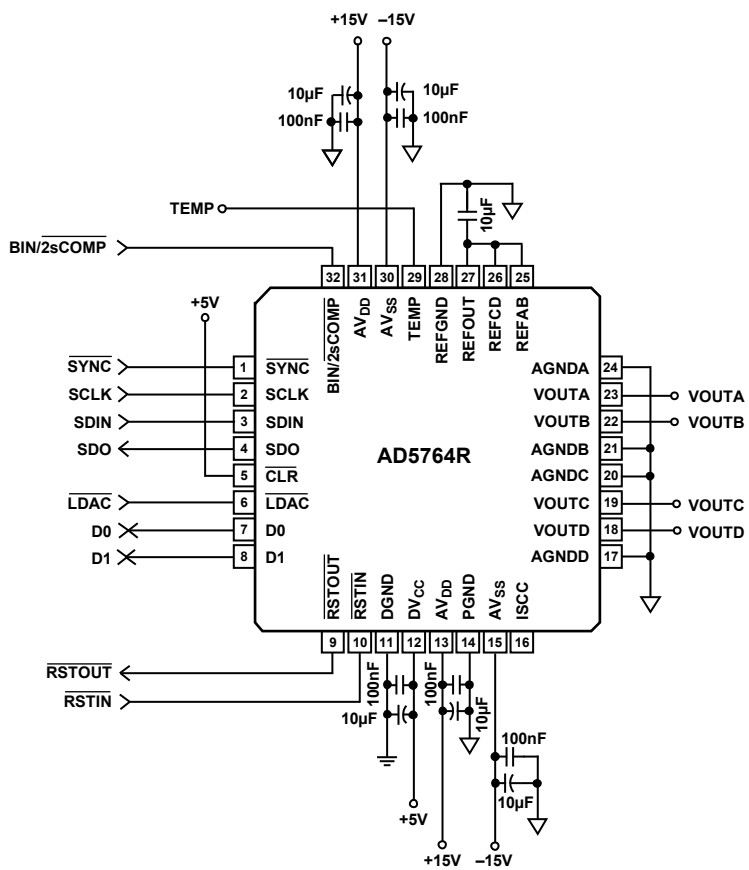 +15V –15V
10µF 10µF
100nF 100nF
TEMP
10µF
BIN/2sCOMP
32 31 30 29 28 27 26 25
+5V
BIN/2sCOMP AVDD AVSS TEMP REFGND REFOUT REFCD REFAB
SYNC 1 SYNC AGNDA 24
SCLK 2 SCLK VOUTA 23 VOUTA
SDIN 3 SDIN VOUTB 22 VOUTB
SDO 4 SDO AGNDB 21
AD5764R
5 CLR AGNDC 20
LDAC 6 LDAC VOUTC 19 VOUTC
D0 7 D0 VOUTD 18 VOUTD
D1 8 D1 AGNDD 17
RSTOUT RSTIN DGND DVCC AVDD PGND AVSS ISCC
9 10 11 12 13 14 15 16
RSTOUT
RSTIN
100nF 100nF
10µF 10µF
100nF
10µF
+5V
+15V –15V